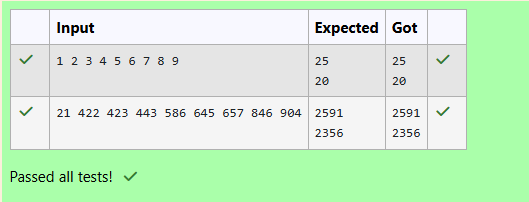 Input Expected Got
1 2 3 4 5 6 7 8 9 25 25
20 20
21 422 423 443 586 645 657 846 904 2591 2591
2356 2356
Passed all tests!